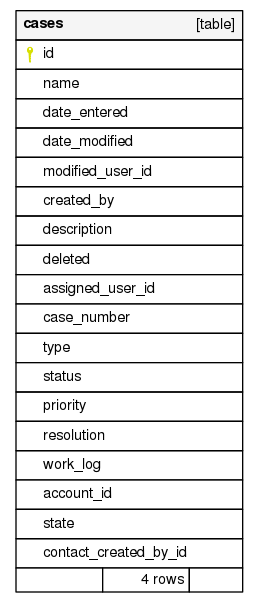 cases [table]
id
name
date_entered
date_modified
modified_user_id
created_by
description
deleted
assigned_user_id
case_number
type
status
priority
resolution
work_log
account_id
state
contact_created_by_id
4 rows